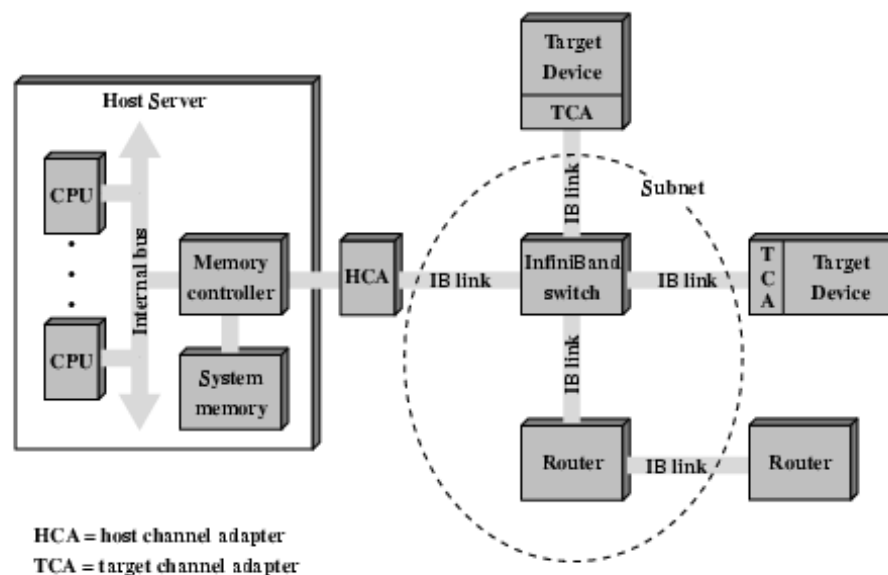 Target
Device
TCA
Host Server
CPU
Internal bus
CPU
Memory
controller
System
memory
HCA
IB link
IB link
Subnet
InfiniBand
switch
IB link
TCA
Target
Device
IB link
Router
IB link
Router
HCA = host channel adapter
TCA = target channel adapter